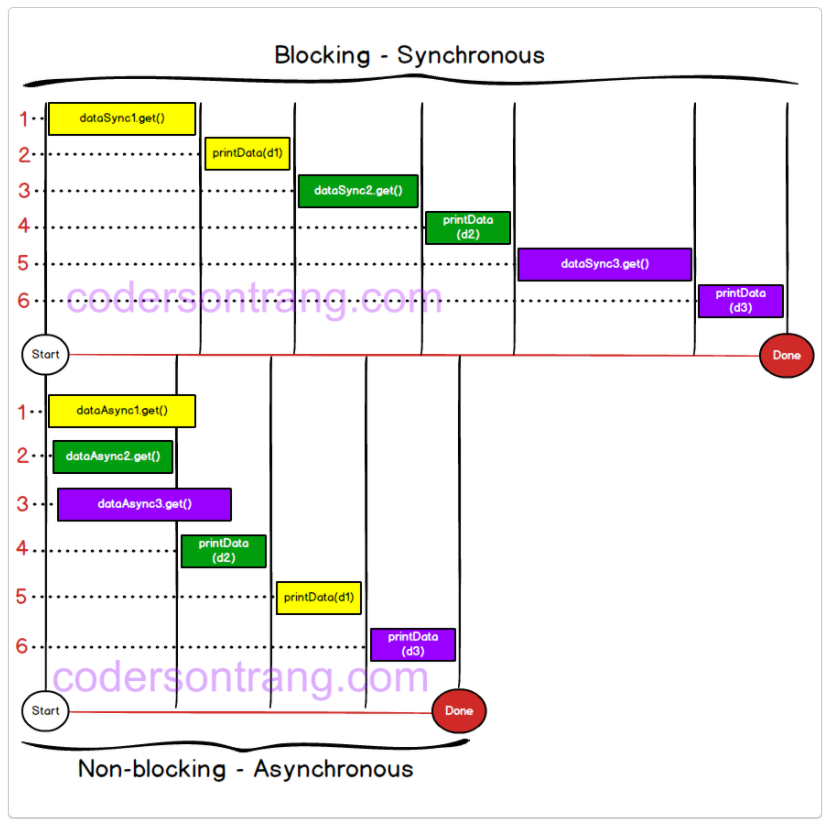 Blocking - Synchronous
1
dataSync1.get()
2
printData(d1)
3
dataSync2.get()
4
printData
(d2)
5
dataSync3.get()
6
printData
(d3)
codersontrang.com
Start
Done
1
dataAsync1.get()
2
dataAsync2.get()
3
dataAsync3.get()
4
printData
(d2)
5
printData(d1)
6
printData
(d3)
codersontrang.com
Start
Done
Non-blocking - Asynchronous